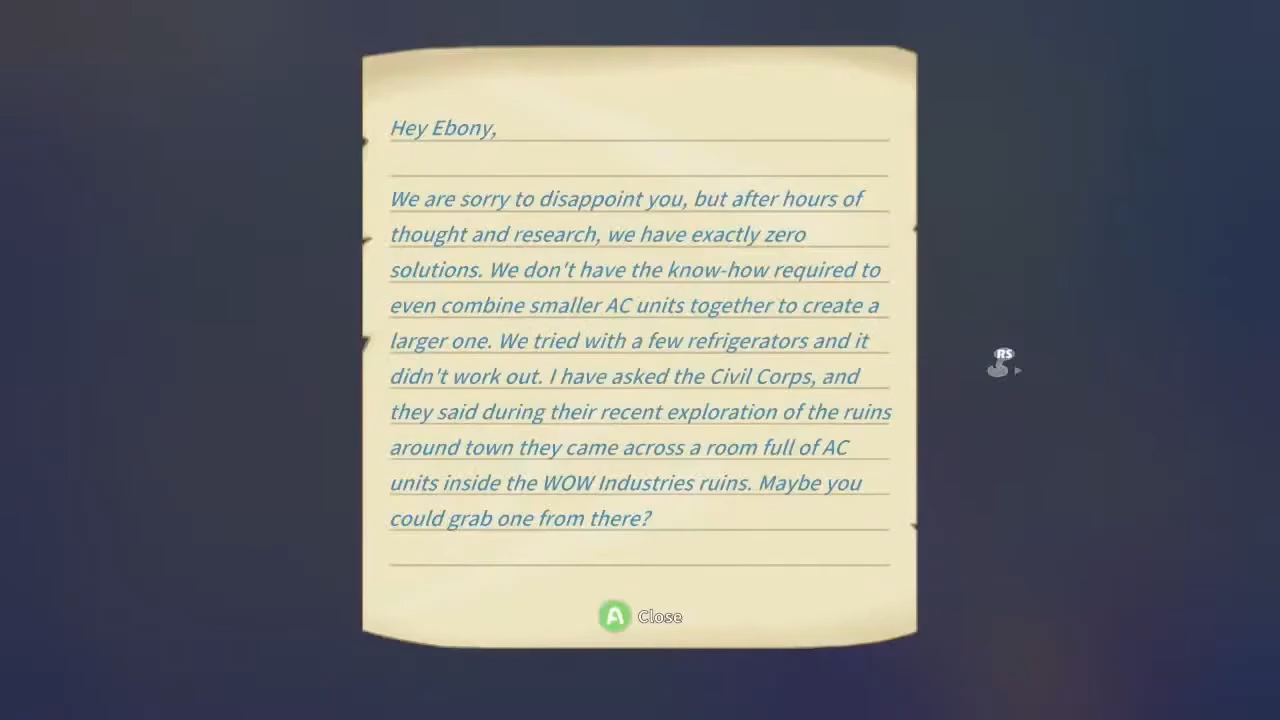 Hey Ebony,
We are sorry to disappoint you, but after hours of
thought and research, we have exactly zero
solutions. We don't have the know-how required to
even combine smaller AC units together to create a
larger one. We tried with a few refrigerators and it
didn't work out. I have asked the Civil Corps, and
they said during their recent exploration of the ruins
around town they came across a room full of AC
units inside the WOW Industries ruins. Maybe you
could grab one from there?
RS
A Close